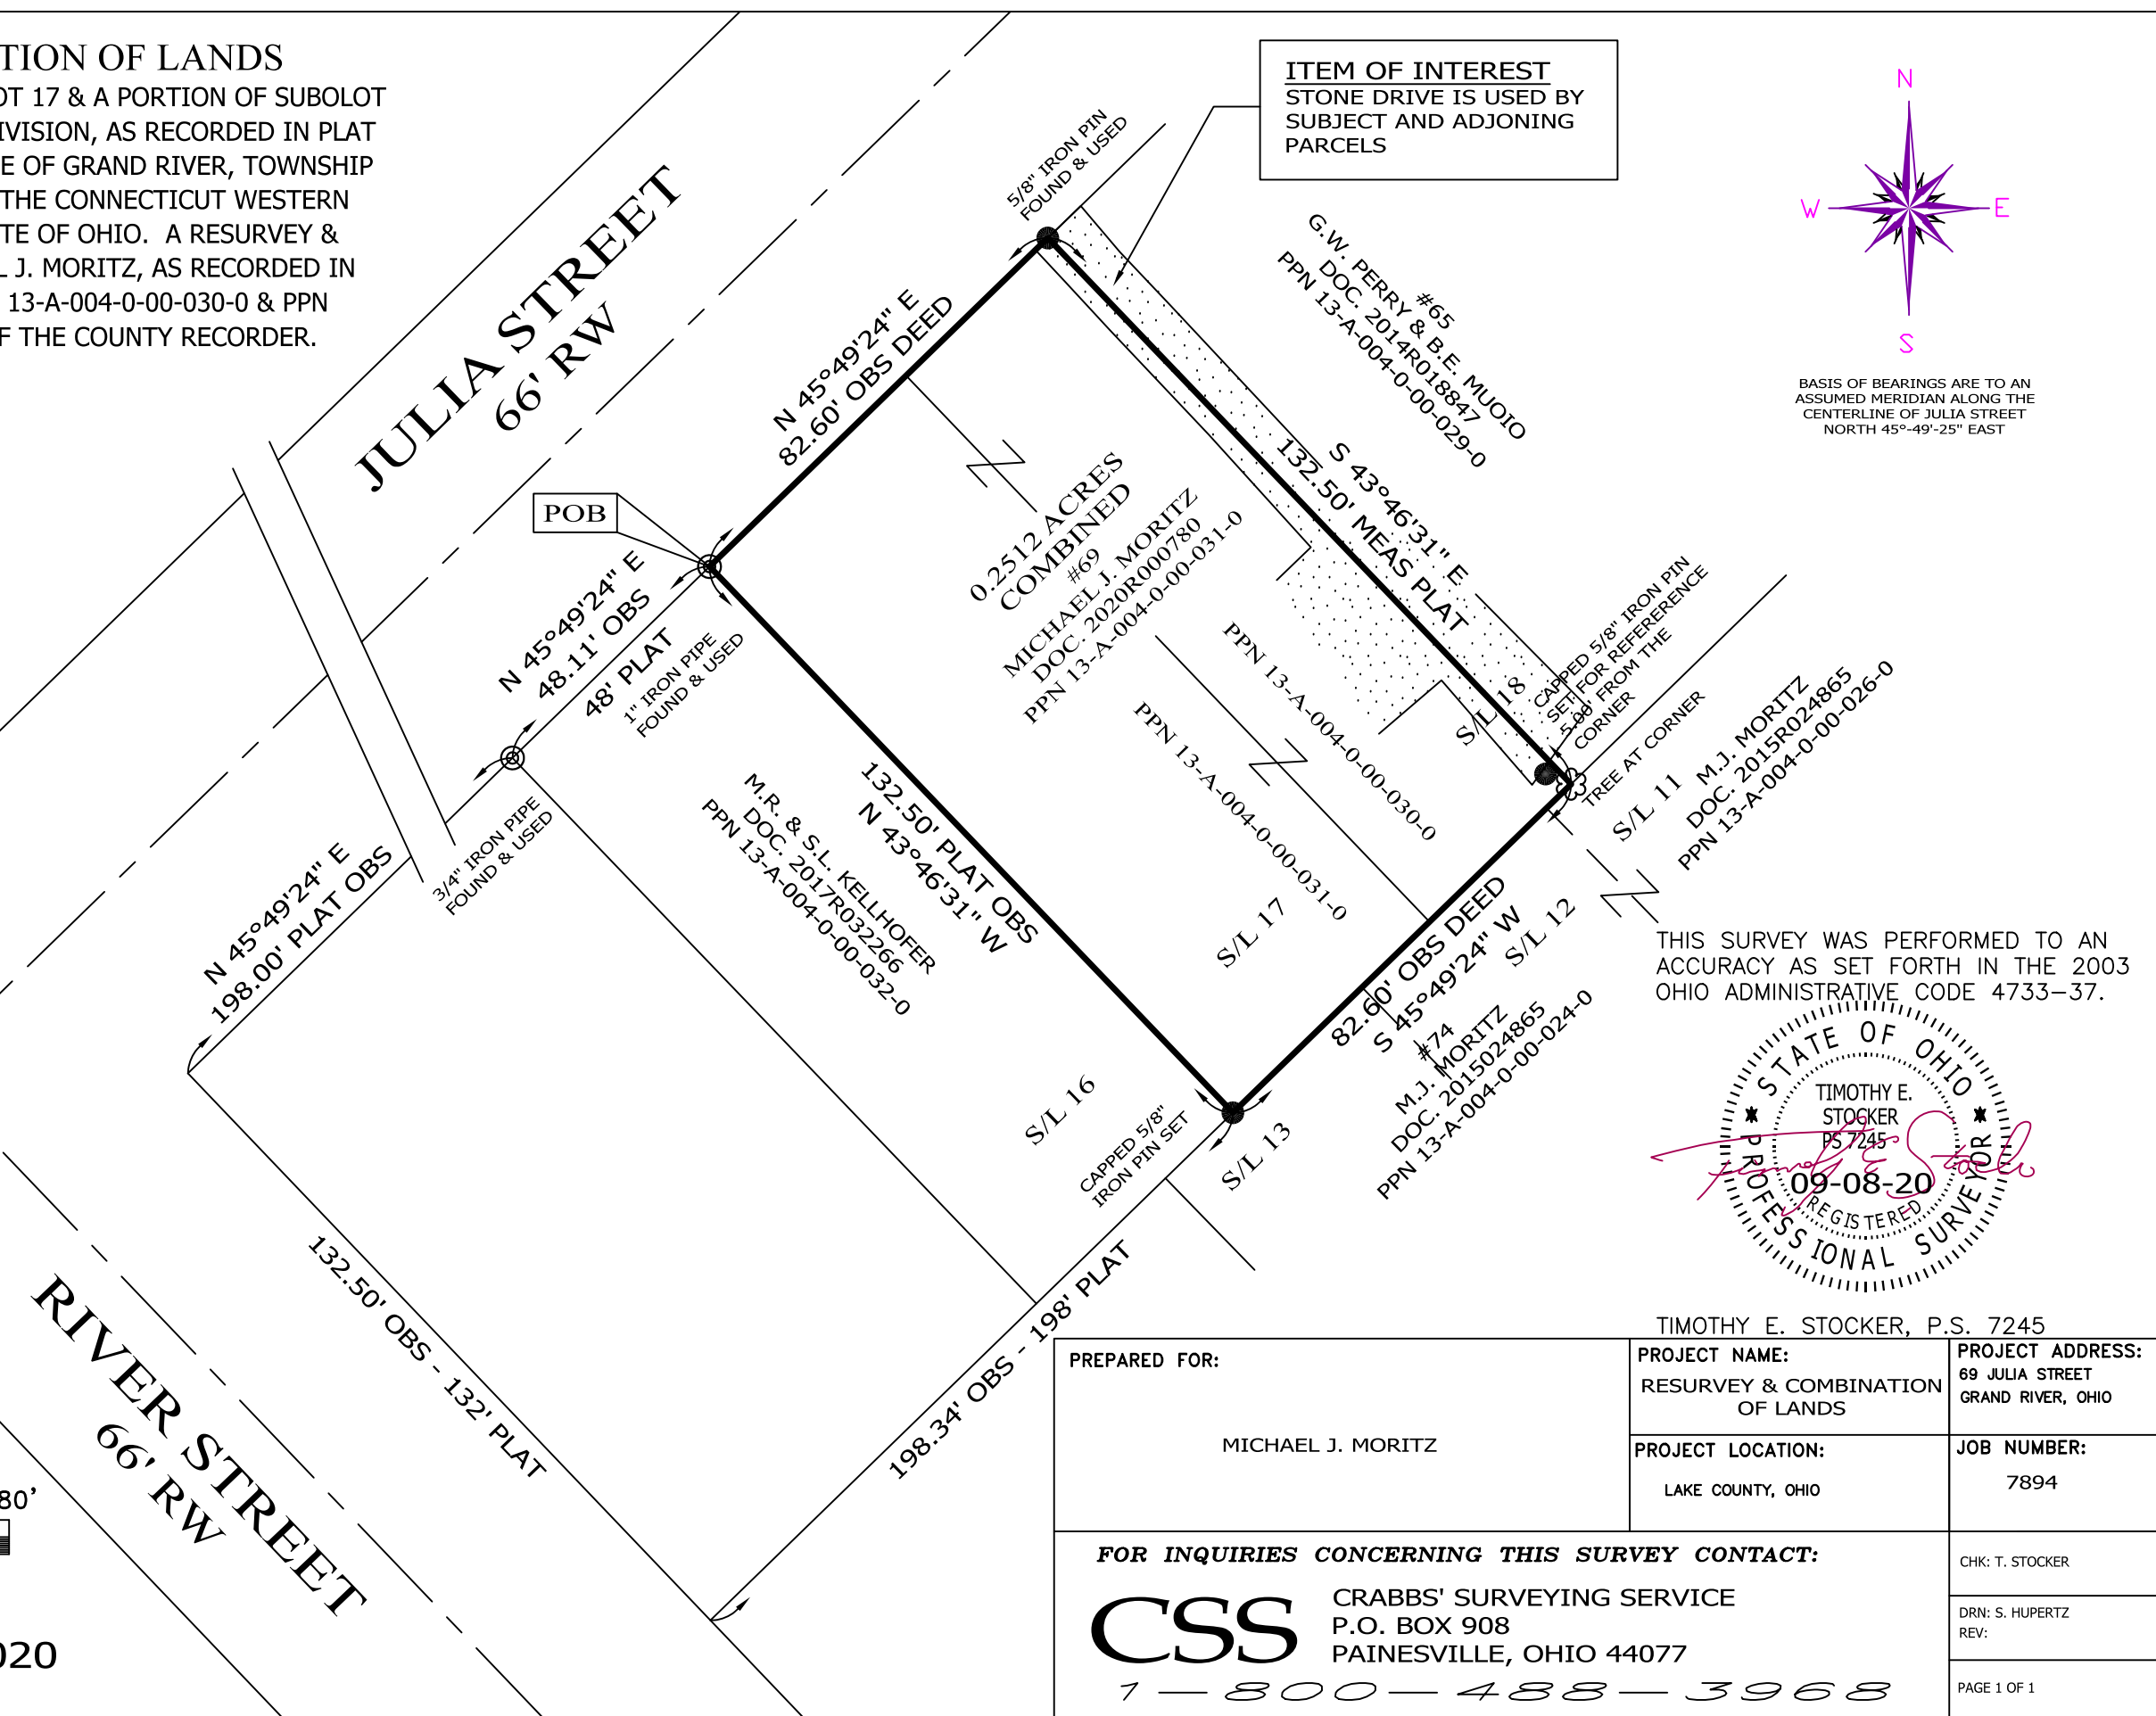 TION OF LANDS
OT 17 & A PORTION OF SUBOLOT
IVISION, AS RECORDED IN PLAT
E OF GRAND RIVER, TOWNSHIP
THE CONNECTICUT WESTERN
TE OF OHIO. A RESURVEY &
L J. MORITZ, AS RECORDED IN
13-A-004-0-00-030-0 & PPN
F THE COUNTY RECORDER.
JULIA STREET
66' RW
5/8" IRON PIN
FOUND & USED
ITEM OF INTEREST
STONE DRIVE IS USED BY
SUBJECT AND ADJONING
PARCELS
N
W
E
S
BASIS OF BEARINGS ARE TO AN
ASSUMED MERIDIAN ALONG THE
CENTERLINE OF JULIA STREET
NORTH 45°-49'-25" EAST
#65
G.W. PERRY & B.E. MUOIO
DOC. 2014R018847
PPN 13-A-004-0-00-029-0
N 45°49'24" E
82.60' OBS DEED
S 43°46'31" E
132.50' MEAS PLAT
POB
0.2512 ACRES
COMBINED
#69
MICHAEL J. MORITZ
DOC. 2020R000780
PPN 13-A-004-0-00-031-0
N 45°49'24" E
48.11' OBS
48' PLAT
1" IRON PIPE
FOUND & USED
PPN 13-A-004-0-00-030-0
PPN 13-A-004-0-00-031-0
S/L 18
CAPPED 5/8" IRON PIN
SET FOR REFERENCE
5.00' FROM THE
CORNER
TREE AT CORNER
S/L 11
M.J. MORITZ
DOC. 2015R024865
PPN 13-A-004-0-00-026-0
3/4" IRON PIPE
FOUND & USED
N 45°49'24" E
198.00' PLAT OBS
M.R. & S.L. KELLHOFER
DOC. 2017R032266
PPN 13-A-004-0-00-032-0
132.50' PLAT OBS
N 43°46'31" W
S/L 17
S/L 12
82.60' OBS DEED
S 45°49'24" W
#74
M.J. MORITZ
DOC. 2015024865
PPN 13-A-004-0-00-024-0
S/L 16
CAPPED 5/8"
IRON PIN SET
S/L 13
THIS SURVEY WAS PERFORMED TO AN
ACCURACY AS SET FORTH IN THE 2003
OHIO ADMINISTRATIVE CODE 4733-37.
STATE OF OHIO
TIMOTHY E.
STOCKER
PS 7245
09-08-20
REGISTERED
PROFESSIONAL SURVEYOR
TIMOTHY E. STOCKER, P.S. 7245
132.50' OBS - 132' PLAT
198.34' OBS - 198' PLAT
RIVER STREET
66' RW
80'
020
PREPARED FOR:
MICHAEL J. MORITZ
PROJECT NAME:
RESURVEY & COMBINATION
OF LANDS
PROJECT ADDRESS:
69 JULIA STREET
GRAND RIVER, OHIO
PROJECT LOCATION:
LAKE COUNTY, OHIO
JOB NUMBER:
7894
FOR INQUIRIES CONCERNING THIS SURVEY CONTACT:
CSS
CRABBS' SURVEYING SERVICE
P.O. BOX 908
PAINESVILLE, OHIO 44077
1-800-488-3968
CHK: T. STOCKER
DRN: S. HUPERTZ
REV:
PAGE 1 OF 1